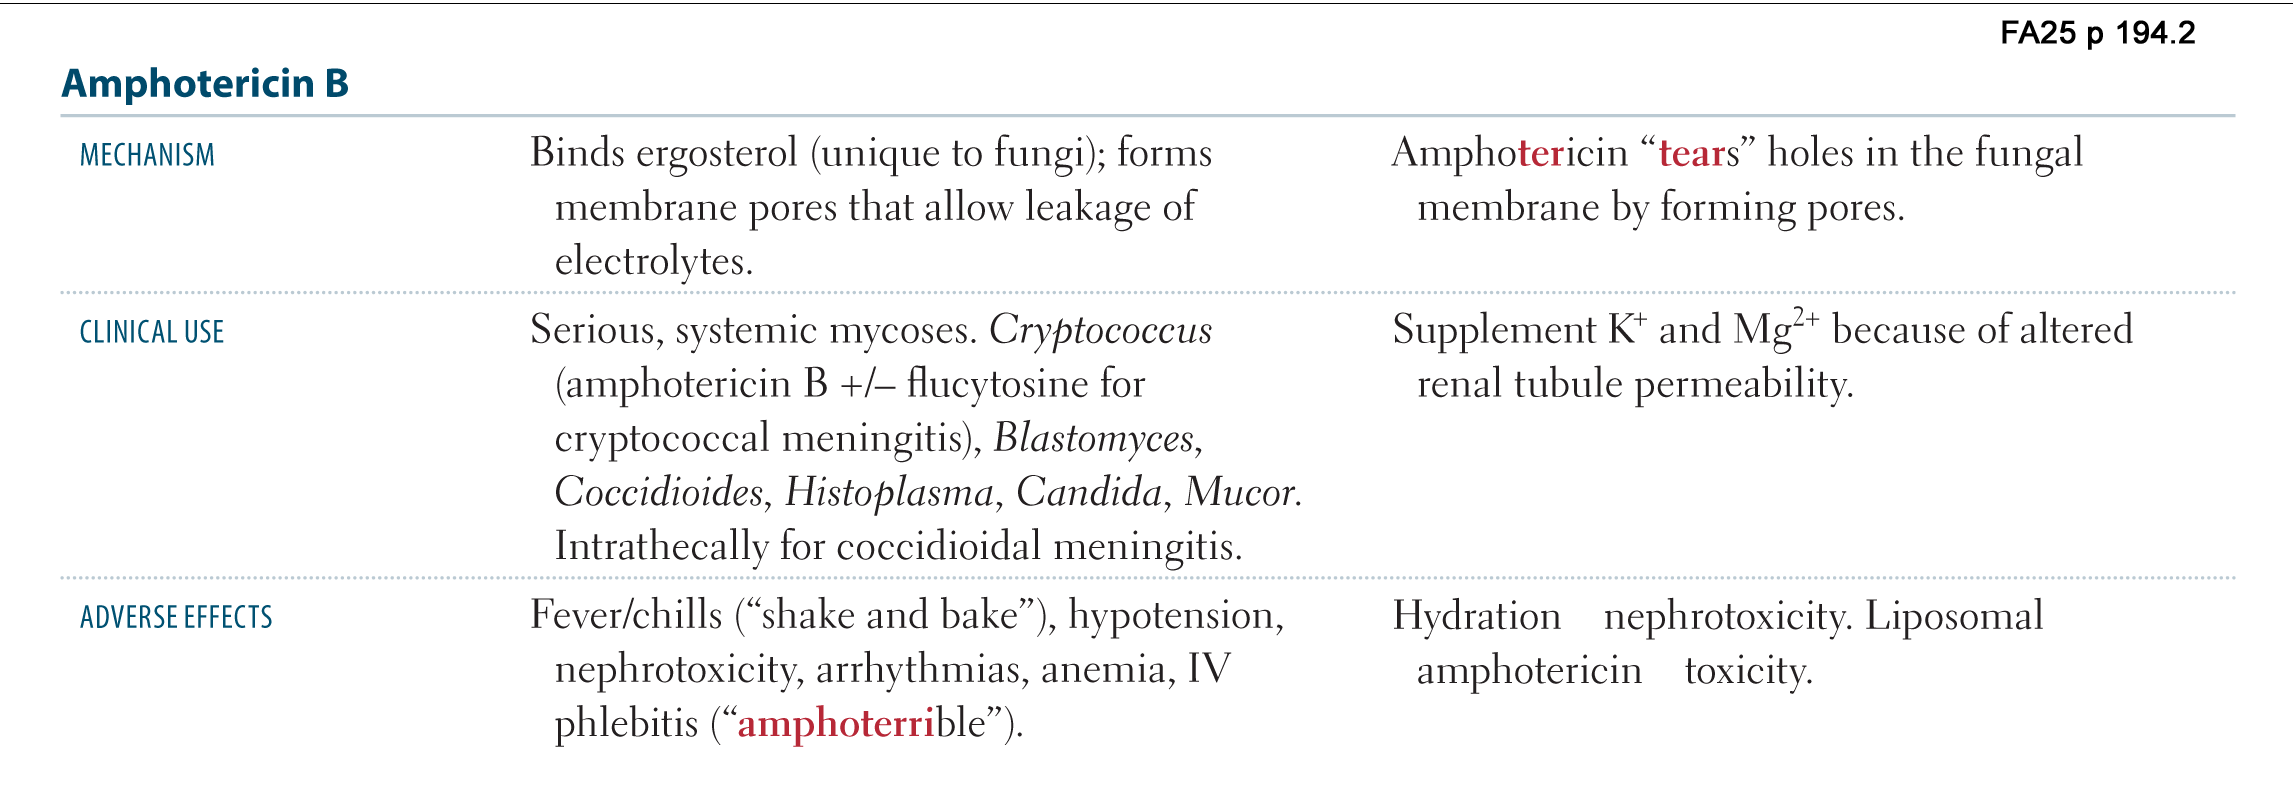 FA25 p 194.2
Amphotericin B
MECHANISM
Binds ergosterol (unique to fungi); forms
membrane pores that allow leakage of
electrolytes.
Amphotericin “tears” holes in the fungal
membrane by forming pores.
CLINICAL USE
Serious, systemic mycoses. Cryptococcus
(amphotericin B +/– flucytosine for
cryptococcal meningitis), Blastomyces,
Coccidioides, Histoplasma, Candida, Mucor.
Intrathecally for coccidioidal meningitis.
Supplement K⁺ and Mg²⁺ because of altered
renal tubule permeability.
ADVERSE EFFECTS
Fever/chills (“shake and bake”), hypotension,
nephrotoxicity, arrhythmias, anemia, IV
phlebitis (“amphoterrible”).
Hydration nephrotoxicity. Liposomal
amphotericin toxicity.